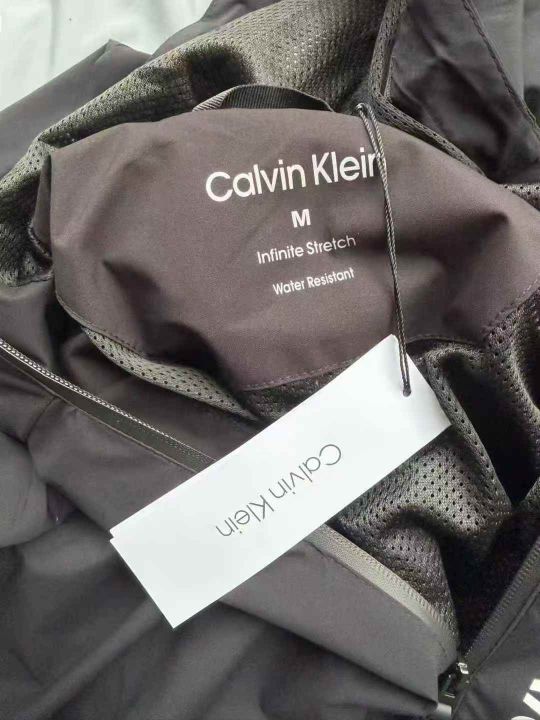 Calvin Klein
M
Infinite Stretch
Water Resistant
Calvin Klein